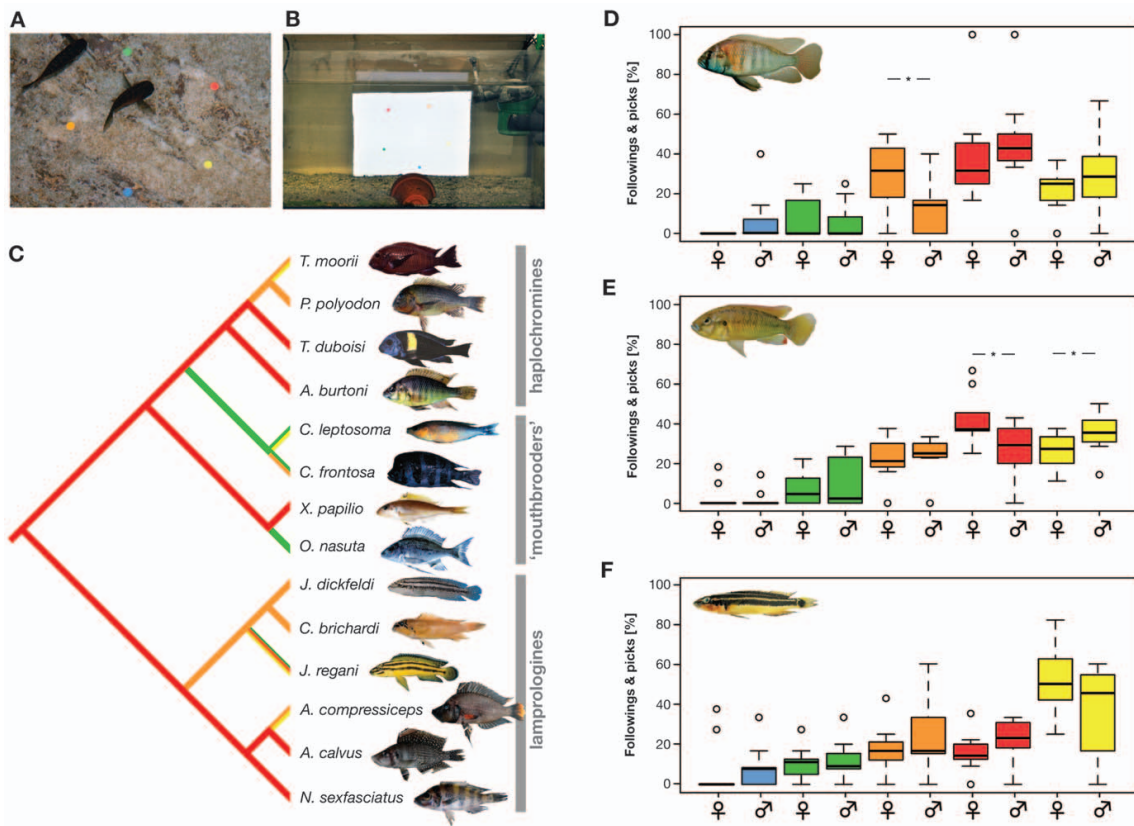 A
B
C
T. moorii
P. polyodon
T. duboisi
A. burtoni
C. leptosoma
C. frontosa
X. papilio
O. nasuta
J. dickfeldi
C. brichardi
J. regani
A. compressiceps
A. calvus
N. sexfasciatus
haplochromines
'mouthbrooders'
lamprologines
D
Followings & picks [%]
100
80
60
40
20
0
*
♀ ♂ ♀ ♂ ♀ ♂ ♀ ♂ ♀ ♂
E
Followings & picks [%]
100
80
60
40
20
0
* *
♀ ♂ ♀ ♂ ♀ ♂ ♀ ♂ ♀ ♂
F
Followings & picks [%]
100
80
60
40
20
0
♀ ♂ ♀ ♂ ♀ ♂ ♀ ♂ ♀ ♂